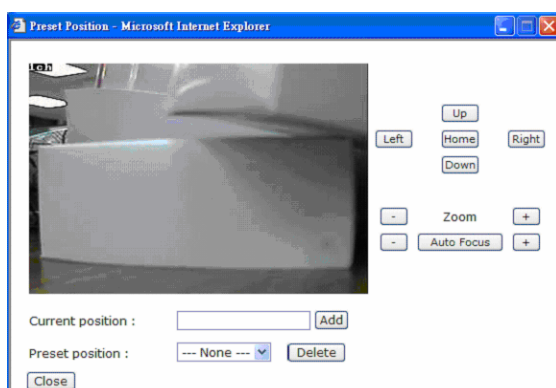 Preset Position - Microsoft Internet Explorer
1ch
Up
Left Home Right
Down
- Zoom +
- Auto Focus +
Current position : Add
Preset position : --- None --- Delete
Close